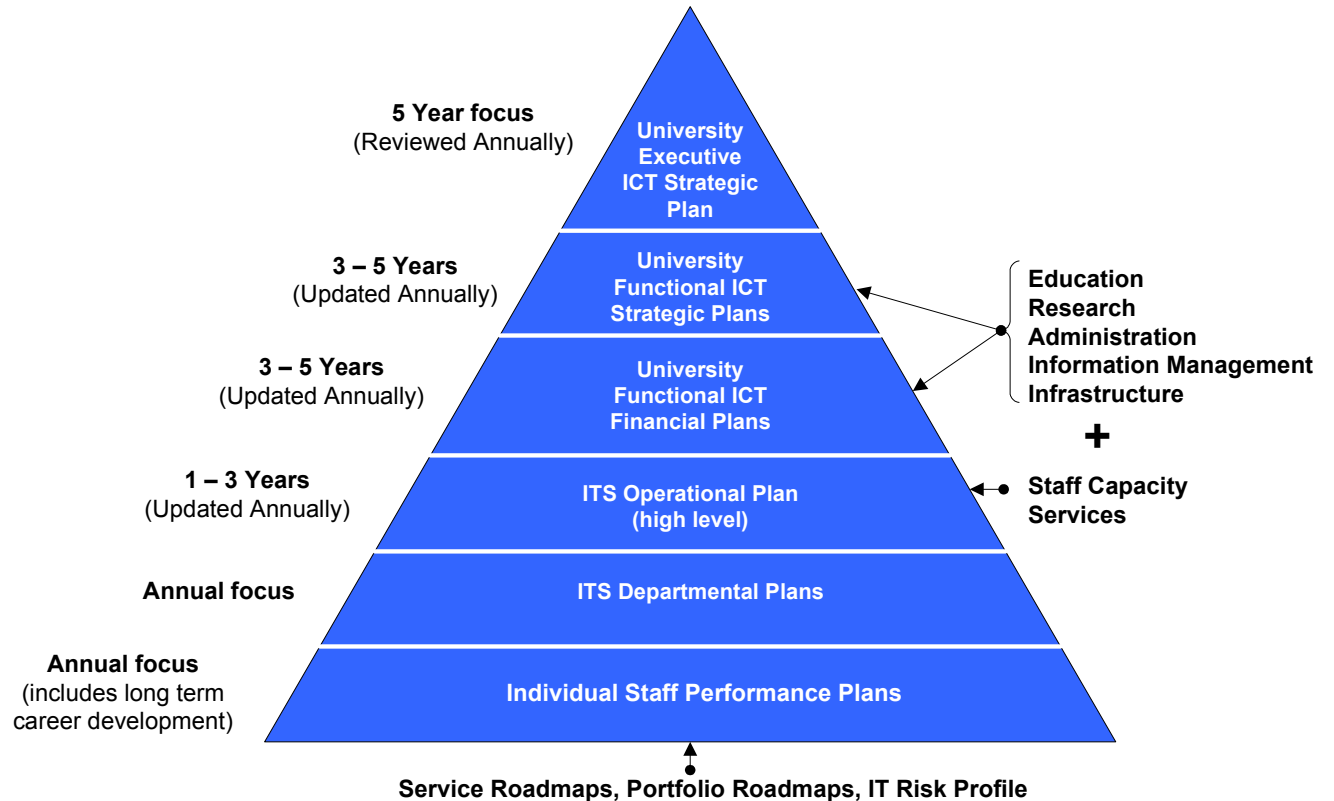 5 Year focus
(Reviewed Annually)
University
Executive
ICT Strategic
Plan
3 – 5 Years
(Updated Annually)
University
Functional ICT
Strategic Plans
Education
Research
Administration
Information Management
Infrastructure
3 – 5 Years
(Updated Annually)
University
Functional ICT
Financial Plans
+
1 – 3 Years
(Updated Annually)
ITS Operational Plan
(high level)
Staff Capacity
Services
Annual focus
ITS Departmental Plans
Annual focus
(includes long term
career development)
Individual Staff Performance Plans
Service Roadmaps, Portfolio Roadmaps, IT Risk Profile